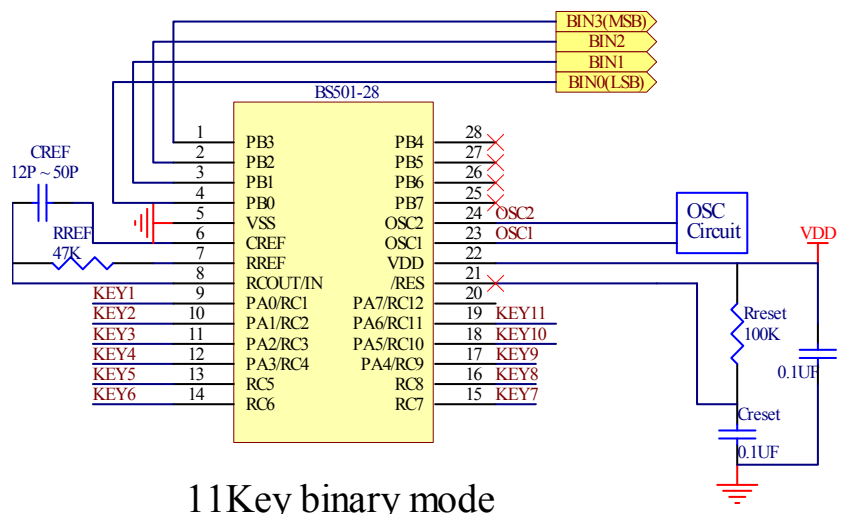 BIN3(MSB)
BIN2
BIN1
BIN0(LSB)
BS501-28
CREF
12P ~ 50P
RREF
47K
1 PB3 PB4 28
2 PB2 PB5 27
3 PB1 PB6 26
4 PB0 PB7 25
5 VSS OSC2 24 OSC2
6 CREF OSC1 23 OSC1
7 RREF VDD 22
8 RCOUT/IN /RES 21
KEY1 9 PA0/RC1 PA7/RC12 20
KEY2 10 PA1/RC2 PA6/RC11 19 KEY11
KEY3 11 PA2/RC3 PA5/RC10 18 KEY10
KEY4 12 PA3/RC4 PA4/RC9 17 KEY9
KEY5 13 RC5 RC8 16 KEY8
KEY6 14 RC6 RC7 15 KEY7
OSC
Circuit
VDD
Rreset
100K
0.1UF
Creset
0.1UF
11Key binary mode